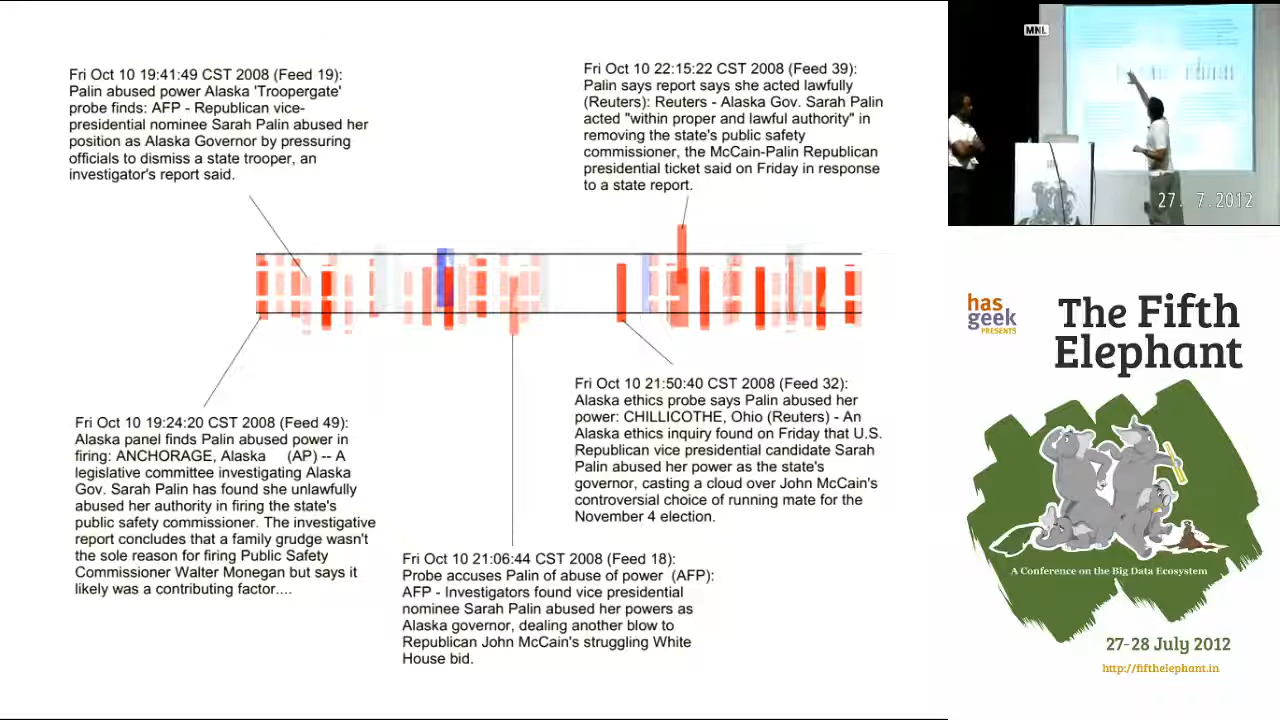 Fri Oct 10 19:41:49 CST 2008 (Feed 19):
Palin abused power Alaska 'Troopergate'
probe finds: AFP - Republican vice-
presidential nominee Sarah Palin abused her
position as Alaska Governor by pressuring
officials to dismiss a state trooper, an
investigator's report said.
Fri Oct 10 22:15:22 CST 2008 (Feed 39):
Palin says report says she acted lawfully
(Reuters): Reuters - Alaska Gov. Sarah Palin
acted "within proper and lawful authority" in
removing the state's public safety
commissioner, the McCain-Palin Republican
presidential ticket said on Friday in response
to a state report.
Fri Oct 10 19:24:20 CST 2008 (Feed 49):
Alaska panel finds Palin abused power in
firing: ANCHORAGE, Alaska (AP) -- A
legislative committee investigating Alaska
Gov. Sarah Palin has found she unlawfully
abused her authority in firing the state's
public safety commissioner. The investigative
report concludes that a family grudge wasn't
the sole reason for firing Public Safety
Commissioner Walter Monegan but says it
likely was a contributing factor....
Fri Oct 10 21:06:44 CST 2008 (Feed 18):
Probe accuses Palin of abuse of power (AFP):
AFP - Investigators found vice presidential
nominee Sarah Palin abused her powers as
Alaska governor, dealing another blow to
Republican John McCain's struggling White
House bid.
Fri Oct 10 21:50:40 CST 2008 (Feed 32):
Alaska ethics probe says Palin abused her
power: CHILLICOTHE, Ohio (Reuters) - An
Alaska ethics inquiry found on Friday that U.S.
Republican vice presidential candidate Sarah
Palin abused her power as the state's
governor, casting a cloud over John McCain's
controversial choice of running mate for the
November 4 election.
MNL
27. 7.2012
has
geek
PRESENTS
The Fifth
Elephant
A Conference on the Big Data Ecosystem
27-28 July 2012
http://fifthelephant.in